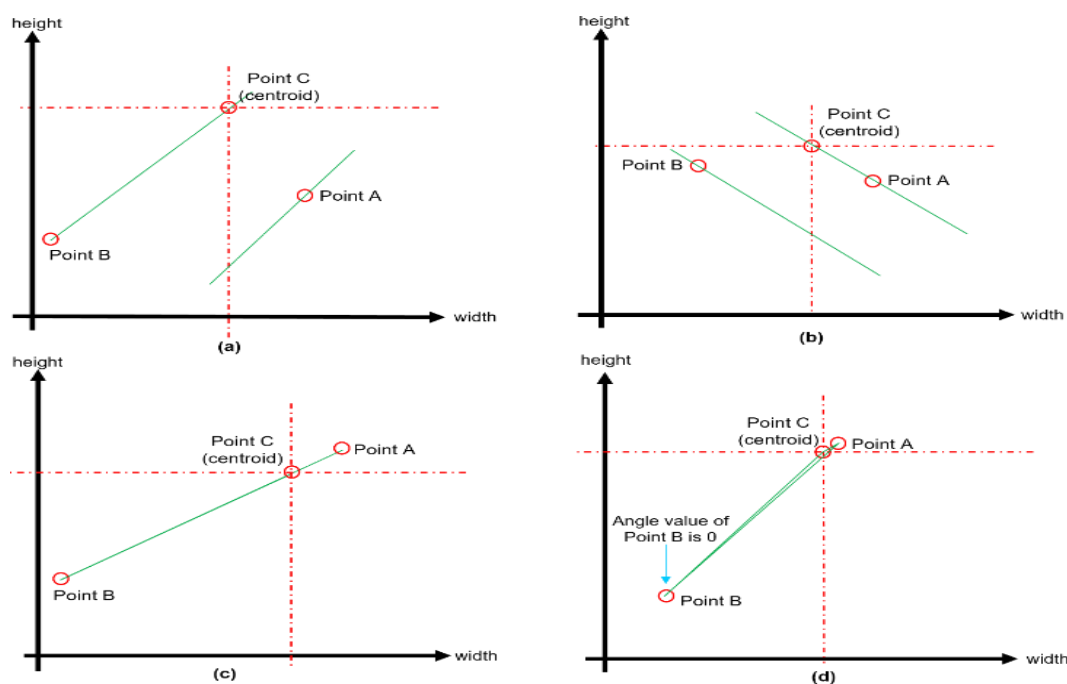 height
Point C
(centroid)
Point A
Point B
width
(a)
height
Point C
(centroid)
Point B
Point A
width
(b)
height
Point C
(centroid)
Point A
Point B
width
(c)
height
Point C
(centroid)
Point A
Angle value of
Point B is 0
Point B
width
(d)